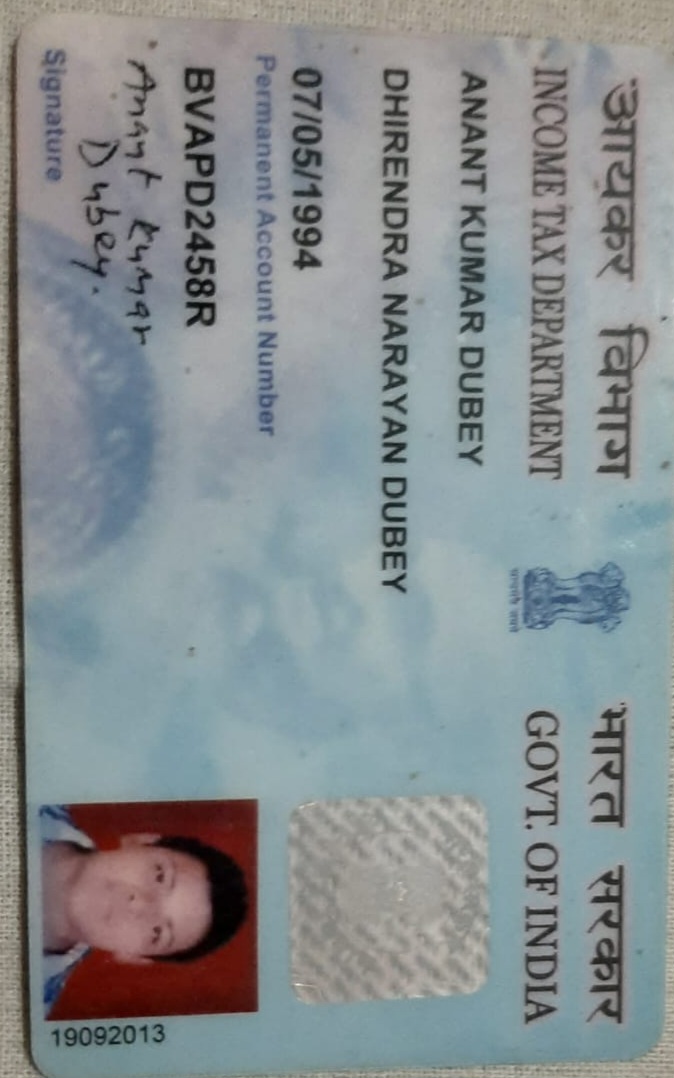 आयकर विभाग
INCOME TAX DEPARTMENT
भारत सरकार
GOVT. OF INDIA
सत्यमेव जयते
ANANT KUMAR DUBEY
DHIRENDRA NARAYAN DUBEY
07/05/1994
Permanent Account Number
BVAPD2458R
Anant Kumar
Dubey.
Signature
19092013